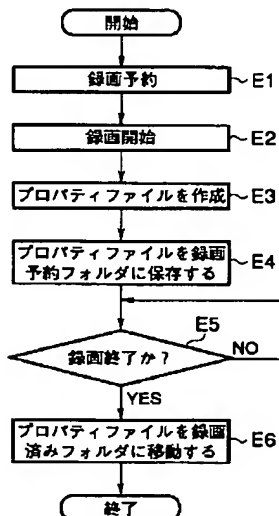 開始
録画予約
E1
録画開始
E2
プロパティファイルを作成
E3
プロパティファイルを録画
予約フォルダに保存する
E4
E5
録画終了か？
NO
YES
プロパティファイルを録画
済みフォルダに移動する
E6
終了